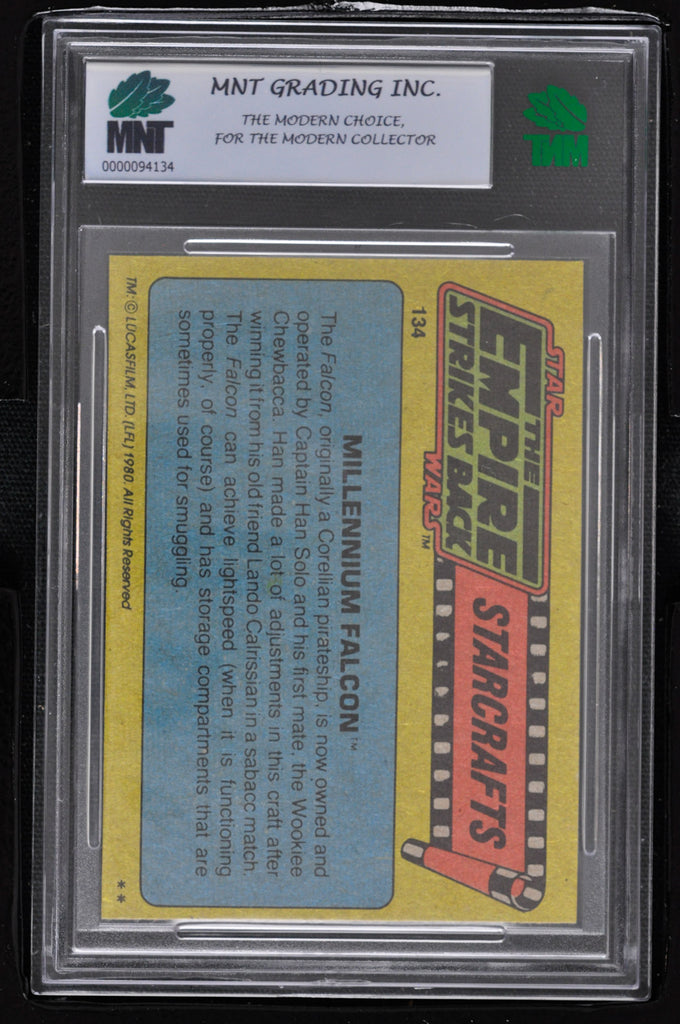 MNT GRADING INC.
THE MODERN CHOICE,
FOR THE MODERN COLLECTOR
MNT
0000094134
MNT
134
STAR
THE
EMPIRE
STRIKES BACK
WARS™
STARCRAFTS
MILLENNIUM FALCON™
The Falcon, originally a Corellian pirateship, is now owned and
operated by Captain Han Solo and his first mate, the Wookiee
Chewbacca. Han made a lot of adjustments in this craft after
winning it from his old friend Lando Calrissian in a sabacc match.
The Falcon can achieve lightspeed (when it is functioning
properly, of course) and has storage compartments that are
sometimes used for smuggling.
TM: © LUCASFILM, LTD. (LFL) 1980. All Rights Reserved
**